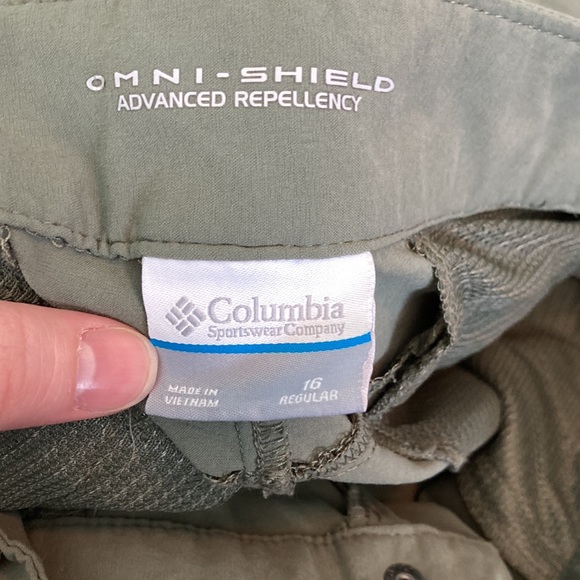 OMNI-SHIELD
ADVANCED REPELLENCY
Columbia
Sportswear Company
MADE IN
VIETNAM
16
REGULAR